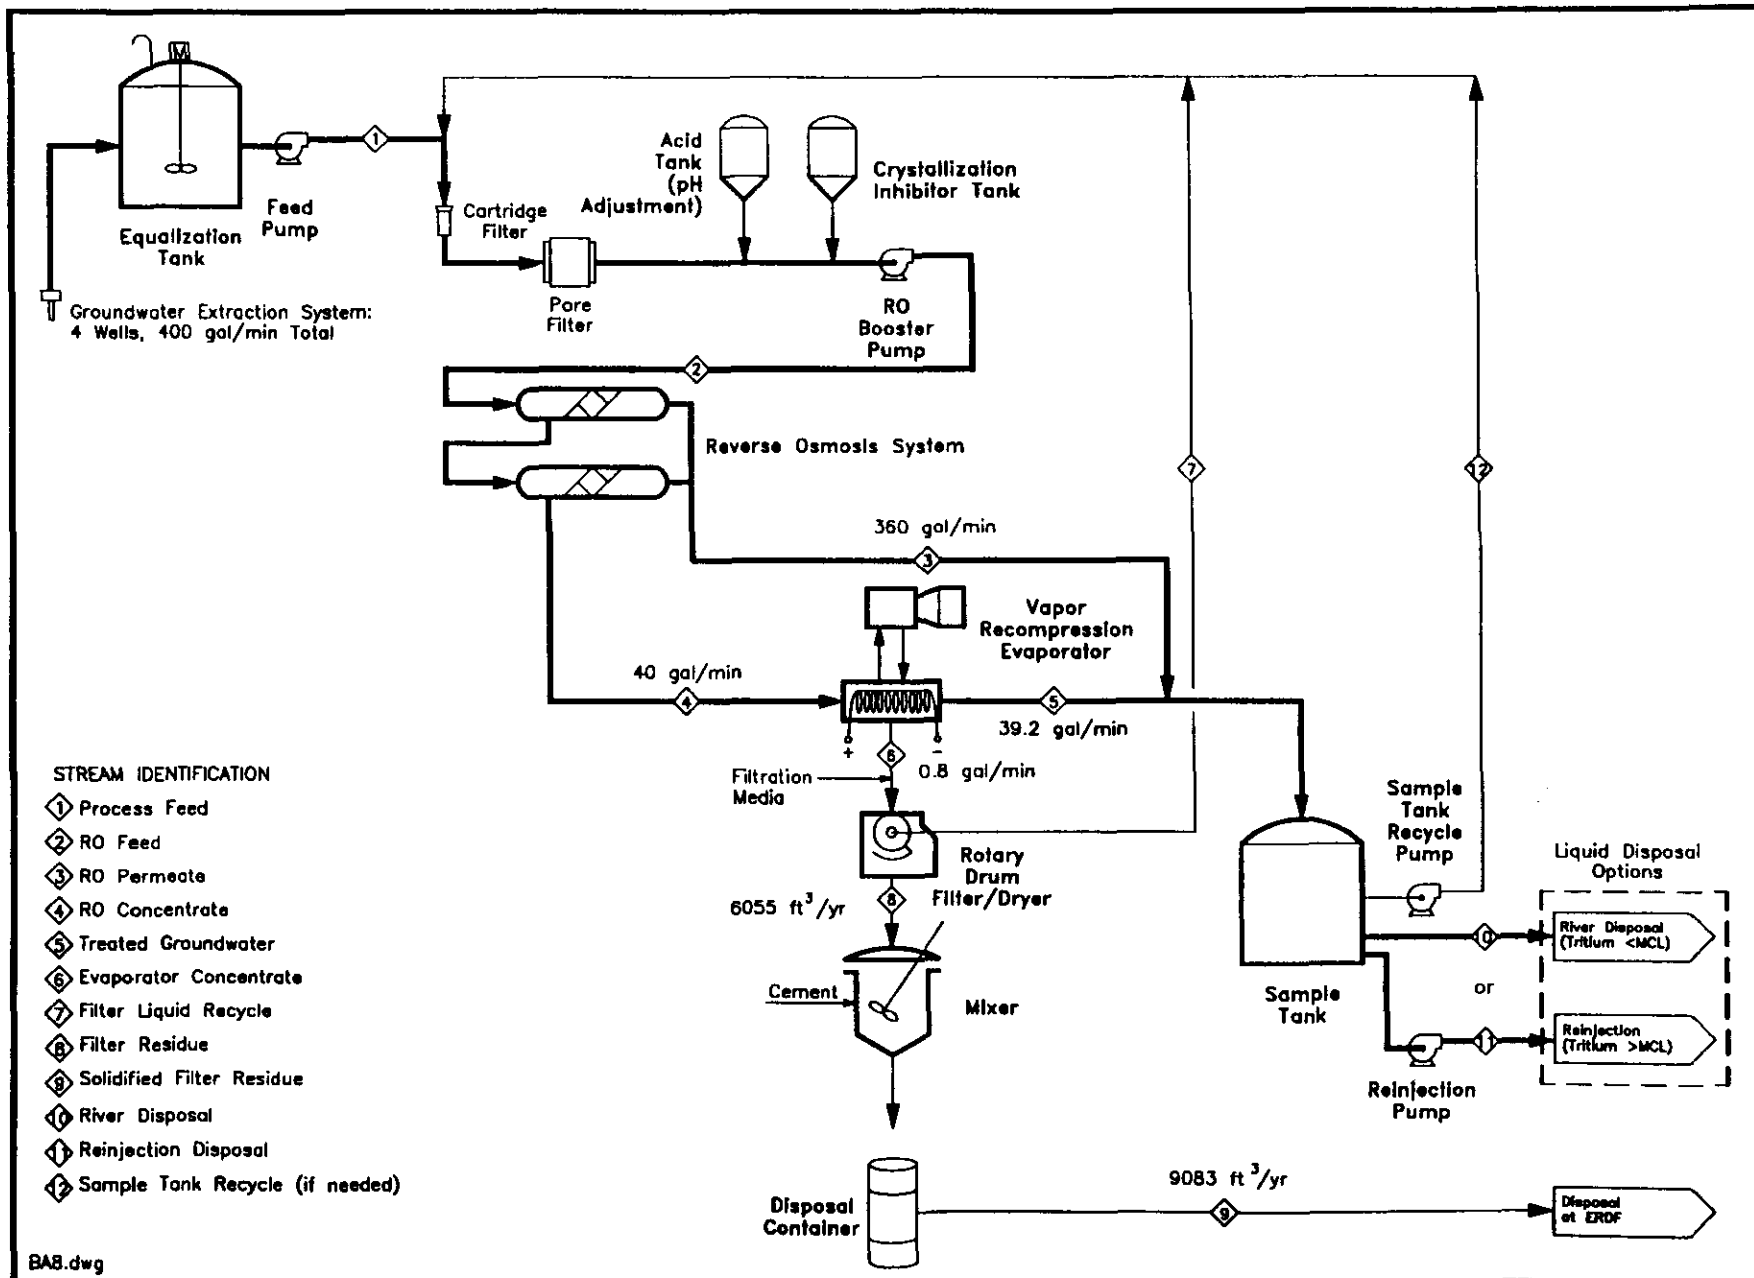 M
1
Acid
Tank
(pH
Adjustment)
Crystallization
Inhibitor Tank
Feed
Pump
Cartridge
Filter
Equalization
Tank
Groundwater Extraction System:
4 Wells, 400 gal/min Total
Pore
Filter
RO
Booster
Pump
2
Reverse Osmosis System
7
12
360 gal/min
3
Vapor
Recompression
Evaporator
40 gal/min
4
5
39.2 gal/min
+
-
6
0.8 gal/min
Filtration
Media
Rotary
Drum
Filter/Dryer
6055 ft³/yr
8
Cement
Mixer
Sample
Tank
Recycle
Pump
Liquid Disposal
Options
10
River Disposal
(Tritium <MCL)
or
Sample
Tank
11
Reinjection
(Tritium >MCL)
Reinjection
Pump
9083 ft³/yr
9
Disposal
Container
Disposal
at ERDF
STREAM IDENTIFICATION
1 Process Feed
2 RO Feed
3 RO Permeate
4 RO Concentrate
5 Treated Groundwater
6 Evaporator Concentrate
7 Filter Liquid Recycle
8 Filter Residue
9 Solidified Filter Residue
10 River Disposal
11 Reinjection Disposal
12 Sample Tank Recycle (if needed)
BA8.dwg